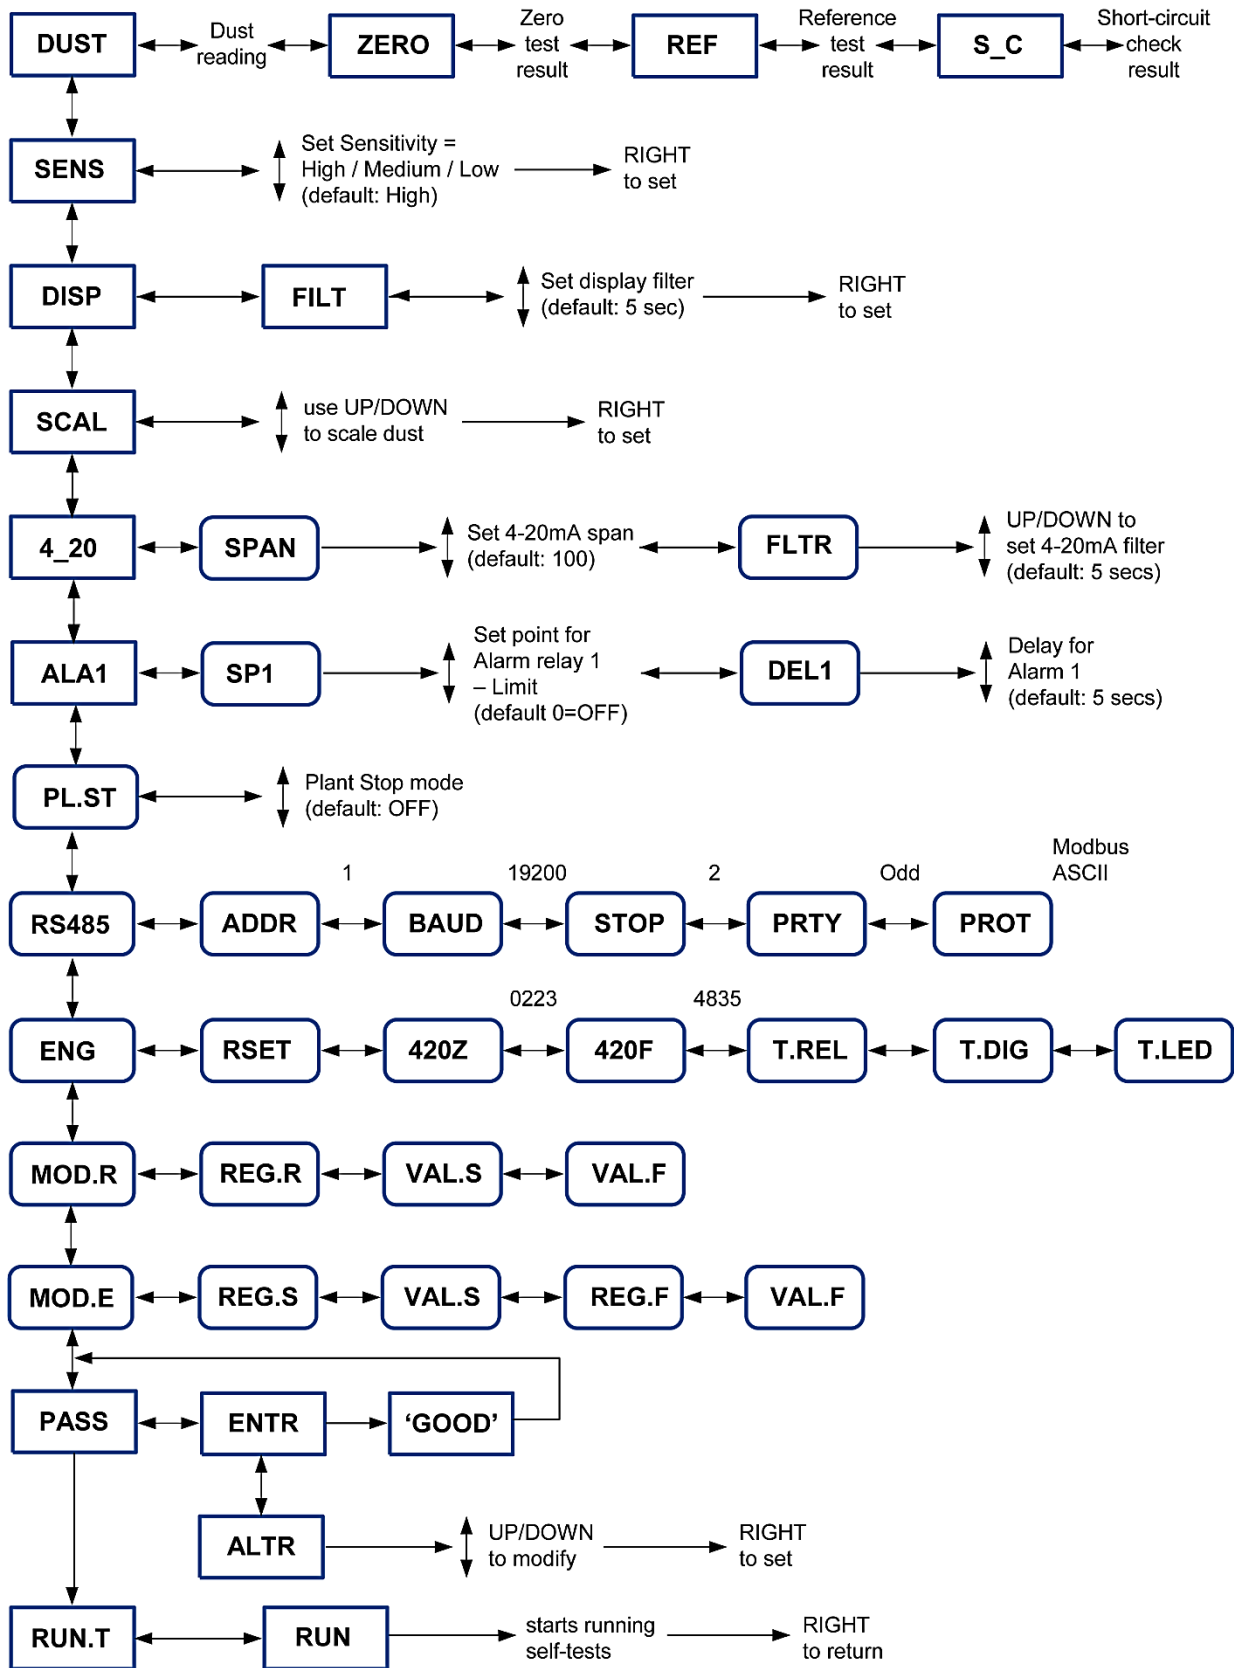 DUST
Dust
reading
ZERO
Zero
test
result
REF
Reference
test
result
S_C
Short-circuit
check
result
SENS
Set Sensitivity =
High / Medium / Low
(default: High)
RIGHT
to set
DISP
FILT
Set display filter
(default: 5 sec)
RIGHT
to set
SCAL
use UP/DOWN
to scale dust
RIGHT
to set
4_20
SPAN
Set 4-20mA span
(default: 100)
FLTR
UP/DOWN to
set 4-20mA filter
(default: 5 secs)
ALA1
SP1
Set point for
Alarm relay 1
– Limit
(default 0=OFF)
DEL1
Delay for
Alarm 1
(default: 5 secs)
PL.ST
Plant Stop mode
(default: OFF)
RS485
ADDR
1
BAUD
19200
STOP
2
PRTY
Odd
PROT
Modbus
ASCII
ENG
RSET
420Z
0223
420F
4835
T.REL
T.DIG
T.LED
MOD.R
REG.R
VAL.S
VAL.F
MOD.E
REG.S
VAL.S
REG.F
VAL.F
PASS
ENTR
‘GOOD’
ALTR
UP/DOWN
to modify
RIGHT
to set
RUN.T
RUN
starts running
self-tests
RIGHT
to return